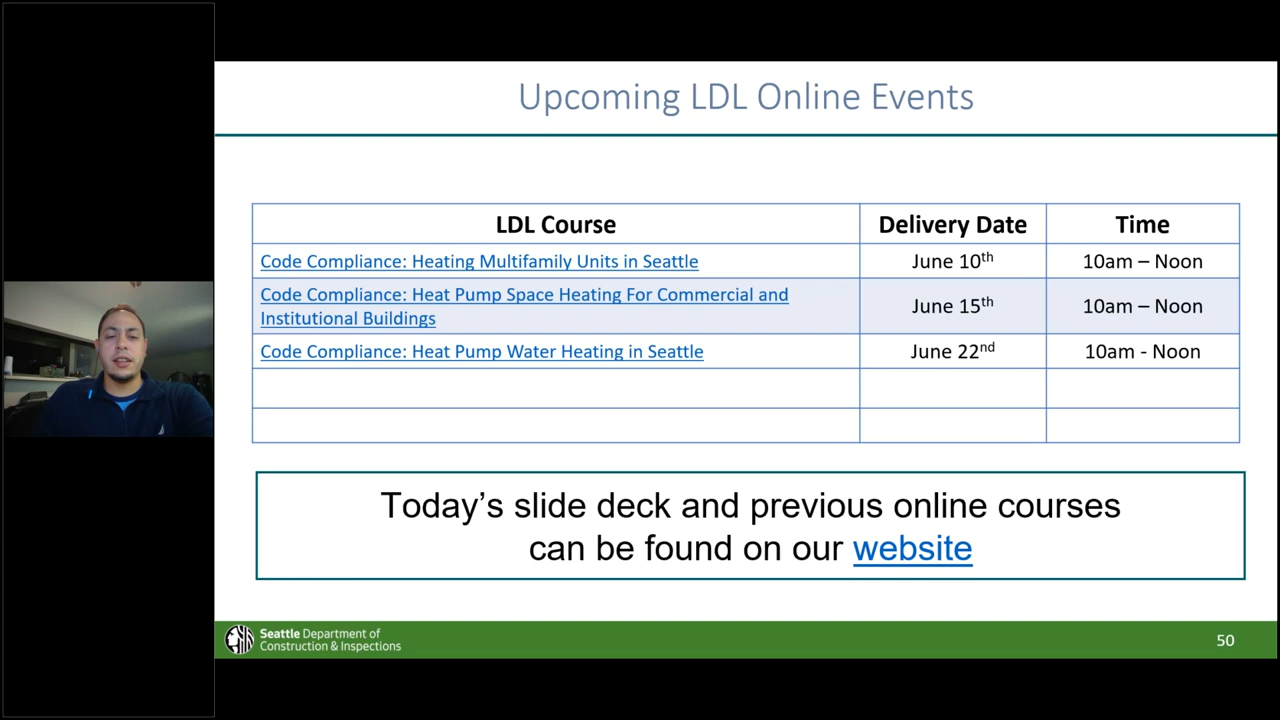 Upcoming LDL Online Events
LDL Course Delivery Date Time
Code Compliance: Heating Multifamily Units in Seattle June 10th 10am – Noon
Code Compliance: Heat Pump Space Heating For Commercial and
Institutional Buildings June 15th 10am – Noon
Code Compliance: Heat Pump Water Heating in Seattle June 22nd 10am - Noon
Today’s slide deck and previous online courses
can be found on our website
Seattle Department of
Construction & Inspections
50